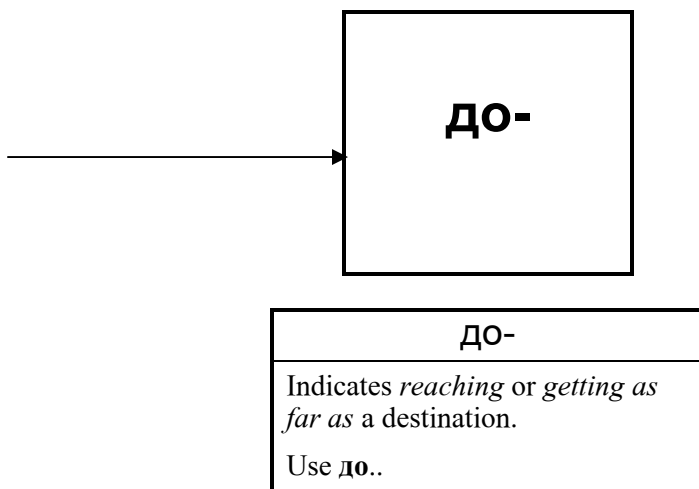 до-
до-
Indicates reaching or getting as
far as a destination.
Use до..